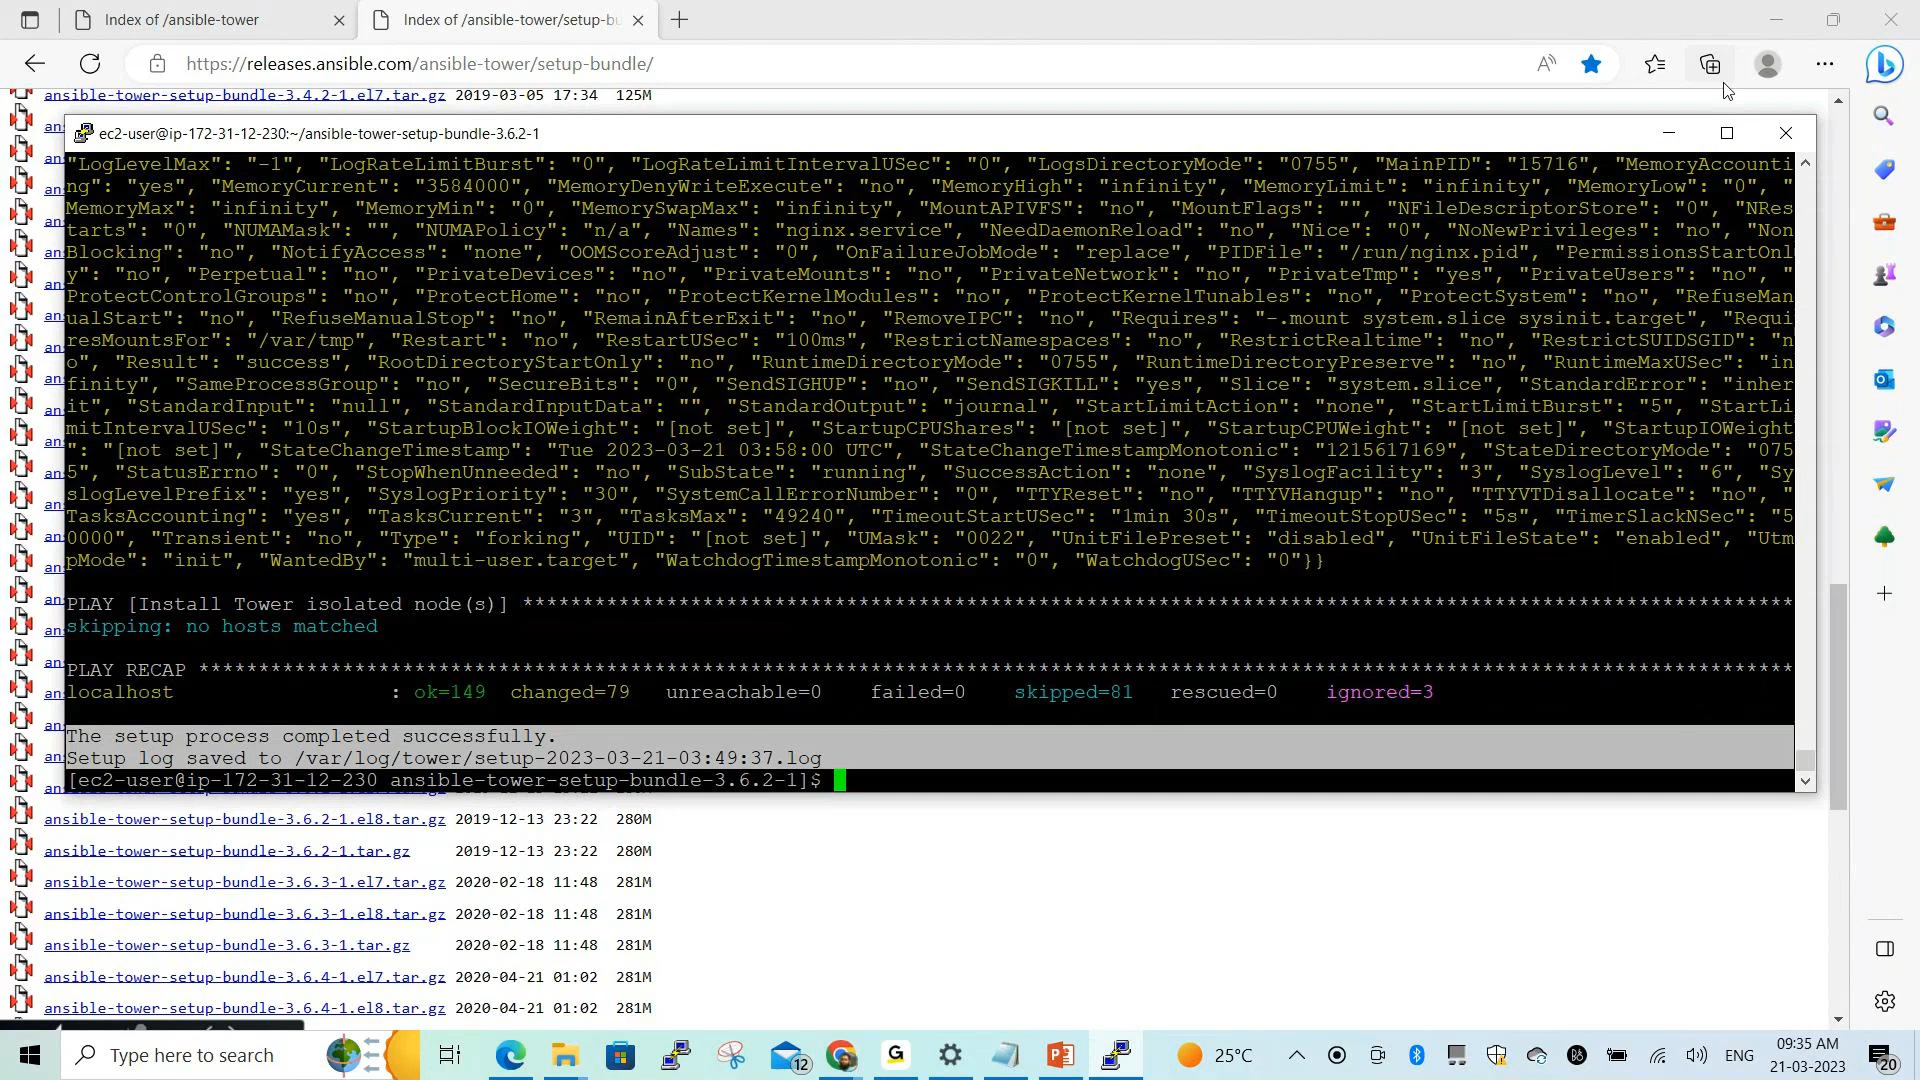 Index of /ansible-tower
Index of /ansible-tower/setup-bu
https://releases.ansible.com/ansible-tower/setup-bundle/
ansible-tower-setup-bundle-3.4.2-1.el7.tar.gz 2019-03-05 17:34 125M
ec2-user@ip-172-31-12-230:~/ansible-tower-setup-bundle-3.6.2-1
"LogLevelMax": "-1", "LogRateLimitBurst": "0", "LogRateLimitIntervalUSec": "0", "LogsDirectoryMode": "0755", "MainPID": "15716", "MemoryAccounti
ng": "yes", "MemoryCurrent": "3584000", "MemoryDenyWriteExecute": "no", "MemoryHigh": "infinity", "MemoryLimit": "infinity", "MemoryLow": "0", "
MemoryMax": "infinity", "MemoryMin": "0", "MemorySwapMax": "infinity", "MountAPIVFS": "no", "MountFlags": "", "NFileDescriptorStore": "0", "NRes
tarts": "0", "NUMAMask": "", "NUMAPolicy": "n/a", "Names": "nginx.service", "NeedDaemonReload": "no", "Nice": "0", "NoNewPrivileges": "no", "Non
Blocking": "no", "NotifyAccess": "none", "OOMScoreAdjust": "0", "OnFailureJobMode": "replace", "PIDFile": "/run/nginx.pid", "PermissionsStartOnl
y": "no", "Perpetual": "no", "PrivateDevices": "no", "PrivateMounts": "no", "PrivateNetwork": "no", "PrivateTmp": "yes", "PrivateUsers": "no", "
ProtectControlGroups": "no", "ProtectHome": "no", "ProtectKernelModules": "no", "ProtectKernelTunables": "no", "ProtectSystem": "no", "RefuseMan
ualStart": "no", "RefuseManualStop": "no", "RemainAfterExit": "no", "RemoveIPC": "no", "Requires": "-.mount system.slice sysinit.target", "Requi
resMountsFor": "/var/tmp", "Restart": "no", "RestartUSec": "100ms", "RestrictNamespaces": "no", "RestrictRealtime": "no", "RestrictSUIDSGID": "n
o", "Result": "success", "RootDirectoryStartOnly": "no", "RuntimeDirectoryMode": "0755", "RuntimeDirectoryPreserve": "no", "RuntimeMaxUSec": "in
finity", "SameProcessGroup": "no", "SecureBits": "0", "SendSIGHUP": "no", "SendSIGKILL": "yes", "Slice": "system.slice", "StandardError": "inher
it", "StandardInput": "null", "StandardInputData": "", "StandardOutput": "journal", "StartLimitAction": "none", "StartLimitBurst": "5", "StartLi
mitIntervalUSec": "10s", "StartupBlockIOWeight": "[not set]", "StartupCPUShares": "[not set]", "StartupCPUWeight": "[not set]", "StartupIOWeight
": "[not set]", "StateChangeTimestamp": "Tue 2023-03-21 03:58:00 UTC", "StateChangeTimestampMonotonic": "1215617169", "StateDirectoryMode": "075
5", "StatusErrno": "0", "StopWhenUnneeded": "no", "SubState": "running", "SuccessAction": "none", "SyslogFacility": "3", "SyslogLevel": "6", "Sy
slogLevelPrefix": "yes", "SyslogPriority": "30", "SystemCallErrorNumber": "0", "TTYReset": "no", "TTYVHangup": "no", "TTYVTDisallocate": "no", "
TasksAccounting": "yes", "TasksCurrent": "3", "TasksMax": "49240", "TimeoutStartUSec": "1min 30s", "TimeoutStopUSec": "5s", "TimerSlackNSec": "5
0000", "Transient": "no", "Type": "forking", "UID": "[not set]", "UMask": "0022", "UnitFilePreset": "disabled", "UnitFileState": "enabled", "Utm
pMode": "init", "WantedBy": "multi-user.target", "WatchdogTimestampMonotonic": "0", "WatchdogUSec": "0"}}
PLAY [Install Tower isolated node(s)] **********************************************************************************************************
skipping: no hosts matched
PLAY RECAP *************************************************************************************************************************************
localhost : ok=149 changed=79 unreachable=0 failed=0 skipped=81 rescued=0 ignored=3
The setup process completed successfully.
Setup log saved to /var/log/tower/setup-2023-03-21-03:49:37.log
[ec2-user@ip-172-31-12-230 ansible-tower-setup-bundle-3.6.2-1]$
ansible-tower-setup-bundle-3.6.2-1.el8.tar.gz 2019-12-13 23:22 280M
ansible-tower-setup-bundle-3.6.2-1.tar.gz 2019-12-13 23:22 280M
ansible-tower-setup-bundle-3.6.3-1.el7.tar.gz 2020-02-18 11:48 281M
ansible-tower-setup-bundle-3.6.3-1.el8.tar.gz 2020-02-18 11:48 281M
ansible-tower-setup-bundle-3.6.3-1.tar.gz 2020-02-18 11:48 281M
ansible-tower-setup-bundle-3.6.4-1.el7.tar.gz 2020-04-21 01:02 281M
ansible-tower-setup-bundle-3.6.4-1.el8.tar.gz 2020-04-21 01:02 281M
Type here to search
12
25°C
ENG
09:35 AM
21-03-2023
20